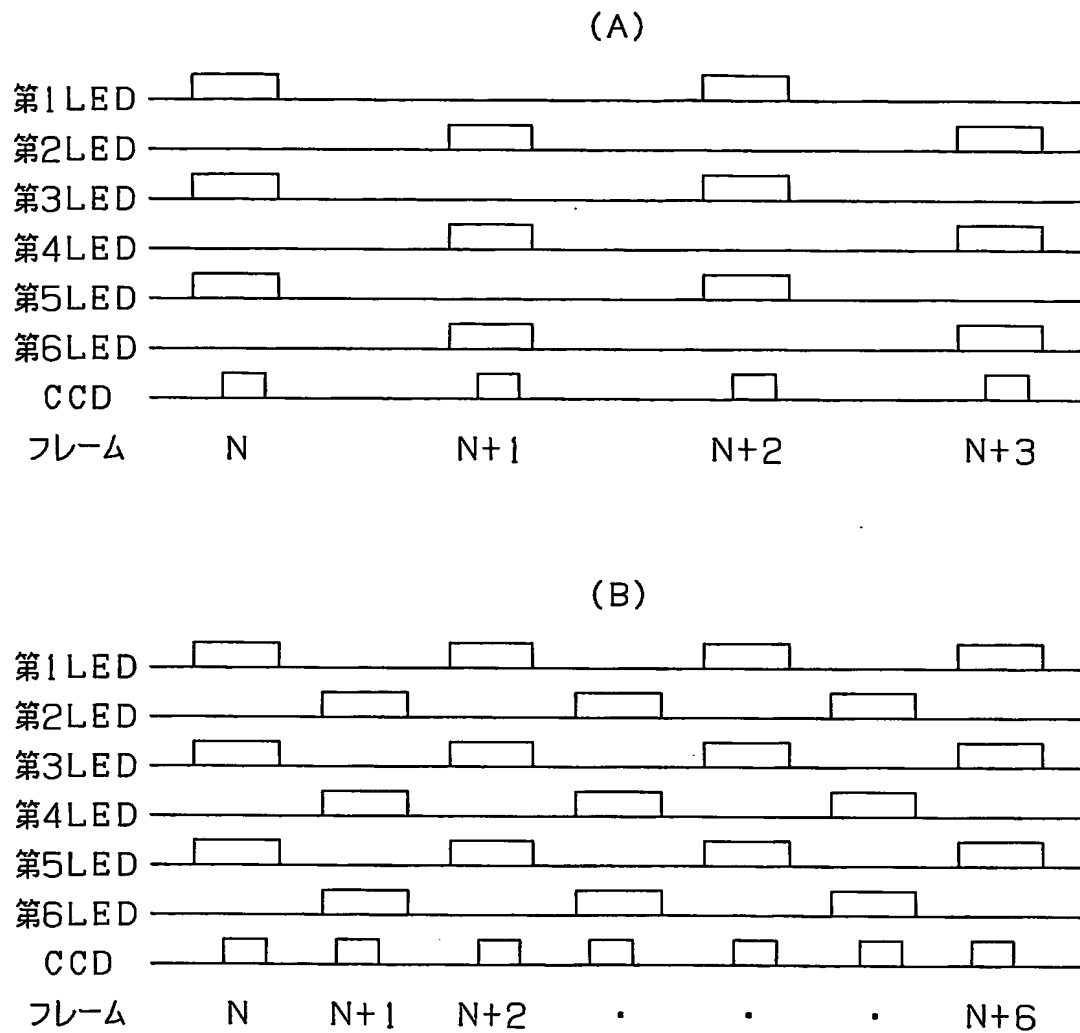 (A)
第1LED
第2LED
第3LED
第4LED
第5LED
第6LED
CCD
フレーム N N+1 N+2 N+3
(B)
第1LED
第2LED
第3LED
第4LED
第5LED
第6LED
CCD
フレーム N N+1 N+2 ・ ・ ・ N+6